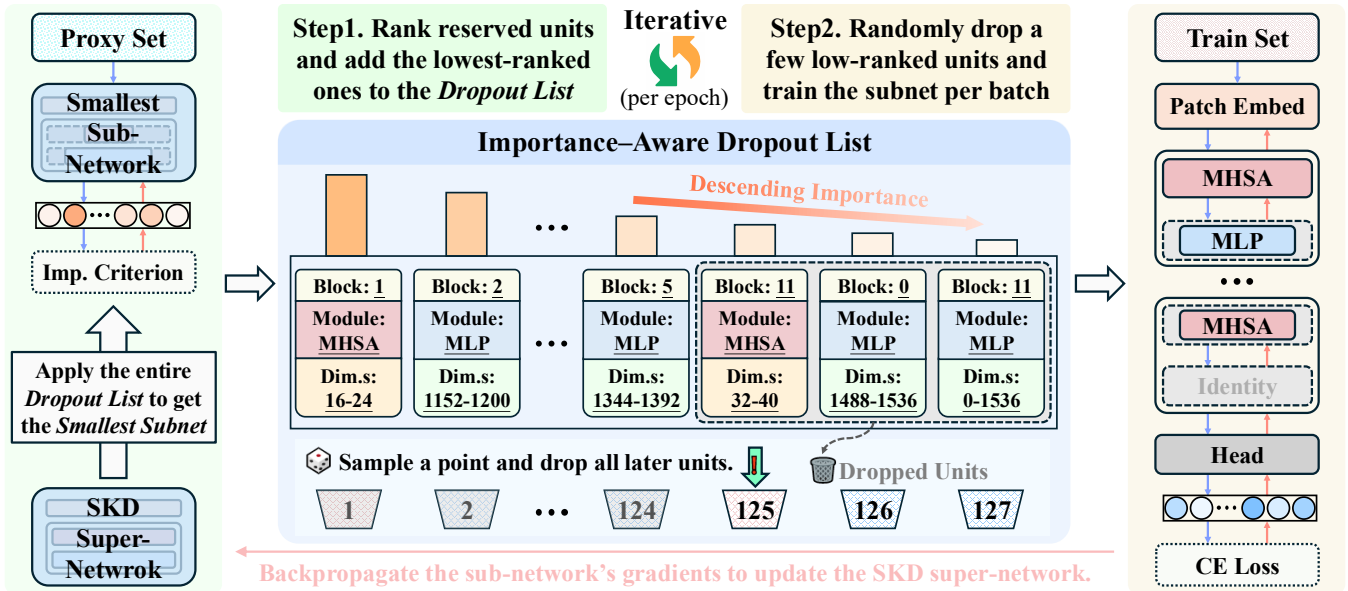 Proxy Set
Smallest
Sub-
Network
Imp. Criterion
Apply the entire
Dropout List to get
the Smallest Subnet
SKD
Super-
Netwrok
Step1. Rank reserved units
and add the lowest-ranked
ones to the Dropout List
Iterative
(per epoch)
Step2. Randomly drop a
few low-ranked units and
train the subnet per batch
Importance–Aware Dropout List
Descending Importance
...
Block: 1
Module:
MHSA
Dim.s:
16-24
Block: 2
Module:
MLP
Dim.s:
1152-1200
...
Block: 5
Module:
MLP
Dim.s:
1344-1392
Block: 11
Module:
MHSA
Dim.s:
32-40
Block: 0
Module:
MLP
Dim.s:
1488-1536
Block: 11
Module:
MLP
Dim.s:
0-1536
Sample a point and drop all later units.
!
Dropped Units
1
2
...
124
125
126
127
Backpropagate the sub-network’s gradients to update the SKD super-network.
Train Set
Patch Embed
MHSA
MLP
...
MHSA
Identity
Head
...
CE Loss